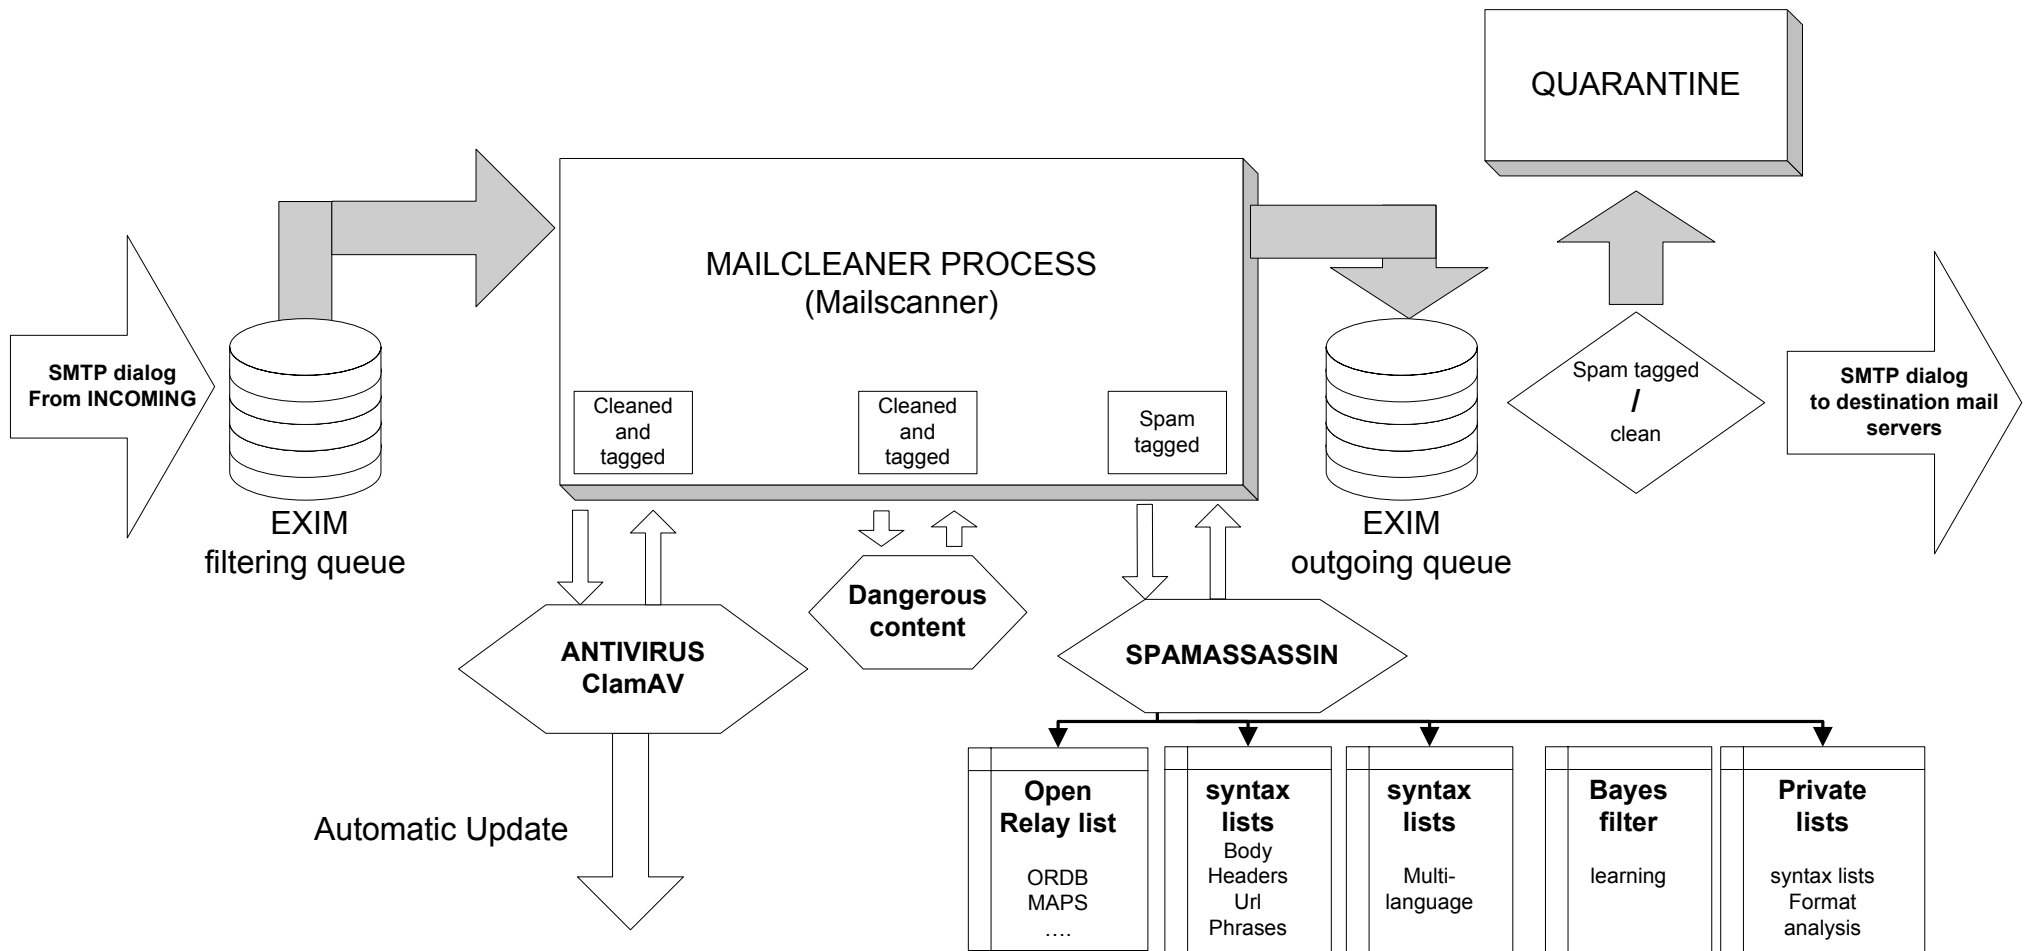 QUARANTINE
MAILCLEANER PROCESS
(Mailscanner)
SMTP dialog
From INCOMING
Cleaned
and
tagged
Cleaned
and
tagged
Spam
tagged
Spam tagged
/
clean
SMTP dialog
to destination mail
servers
EXIM
filtering queue
EXIM
outgoing queue
ANTIVIRUS
ClamAV
Dangerous
content
SPAMASSASSIN
Automatic Update
Open
Relay list
ORDB
MAPS
....
syntax
lists
Body
Headers
Url
Phrases
syntax
lists
Multi-
language
Bayes
filter
learning
Private
lists
syntax lists
Format
analysis